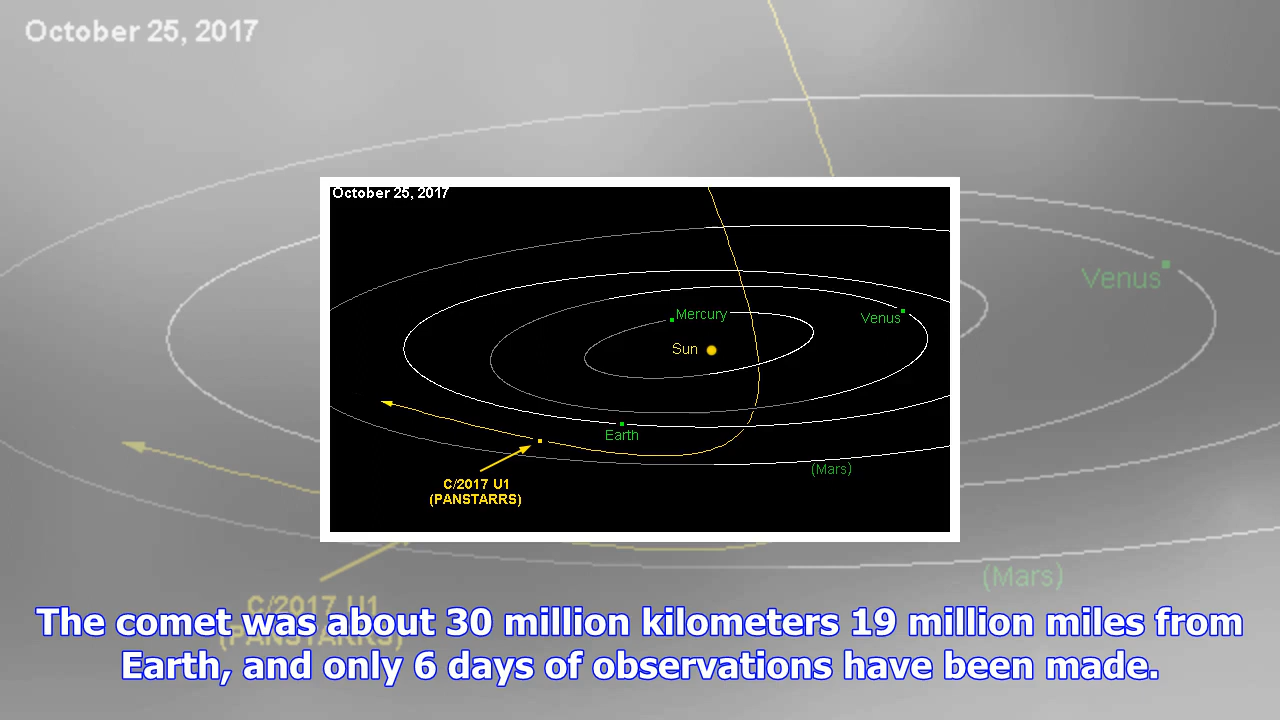 October 25, 2017
October 25, 2017
Mercury
Venus
Venus
Sun
Earth
(Mars)
C/2017 U1
(PANSTARRS)
(Mars)
C/2017 U1
(PANSTARRS)
The comet was about 30 million kilometers 19 million miles from
Earth, and only 6 days of observations have been made.